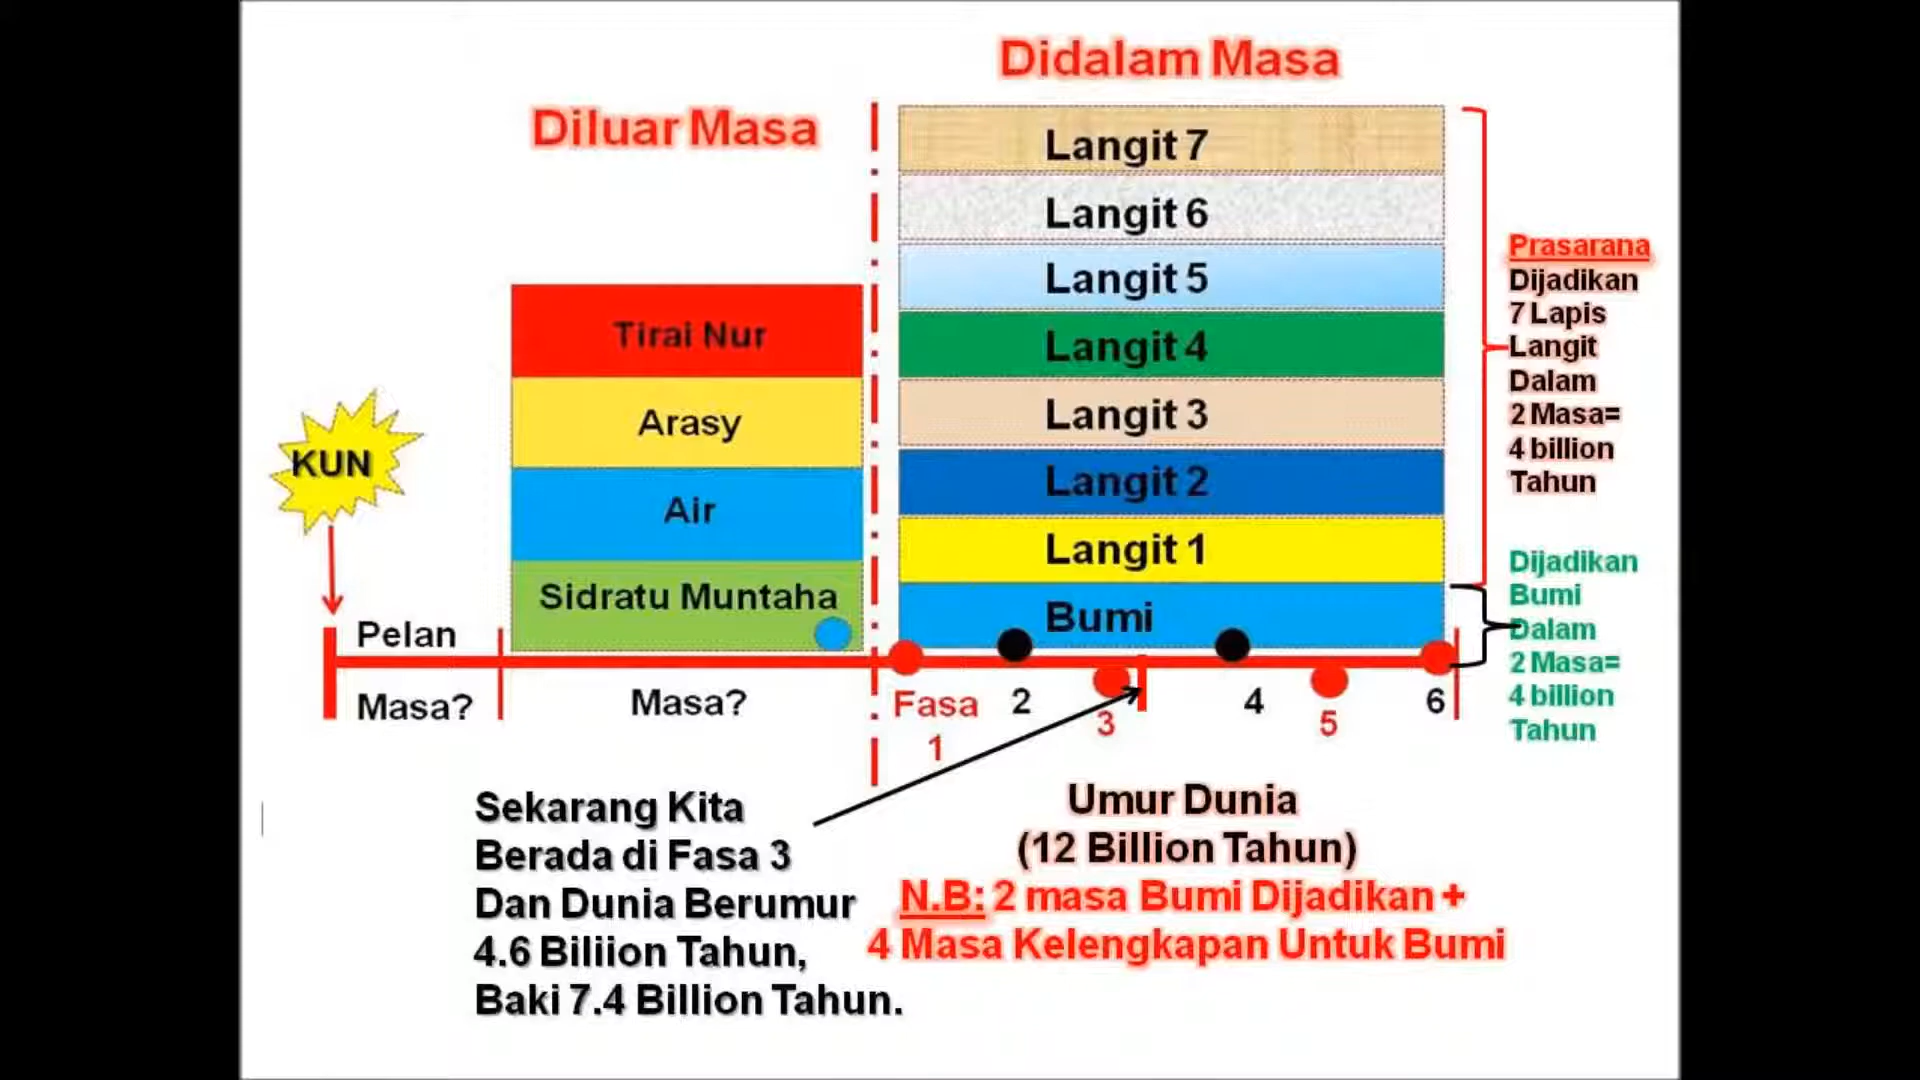 Didalam Masa
Diluar Masa
Langit 7
Langit 6
Langit 5
Langit 4
Langit 3
Langit 2
Langit 1
Bumi
Tirai Nur
Arasy
Air
Sidratu Muntaha
KUN
Pelan
Masa?
Masa?
Fasa
1
2
3
4
5
6
Prasarana
Dijadikan
7 Lapis
Langit
Dalam
2 Masa=
4 billion
Tahun
Dijadikan
Bumi
Dalam
2 Masa=
4 billion
Tahun
Sekarang Kita
Berada di Fasa 3
Dan Dunia Berumur
4.6 Biliion Tahun,
Baki 7.4 Billion Tahun.
Umur Dunia
(12 Billion Tahun)
N.B: 2 masa Bumi Dijadikan +
4 Masa Kelengkapan Untuk Bumi